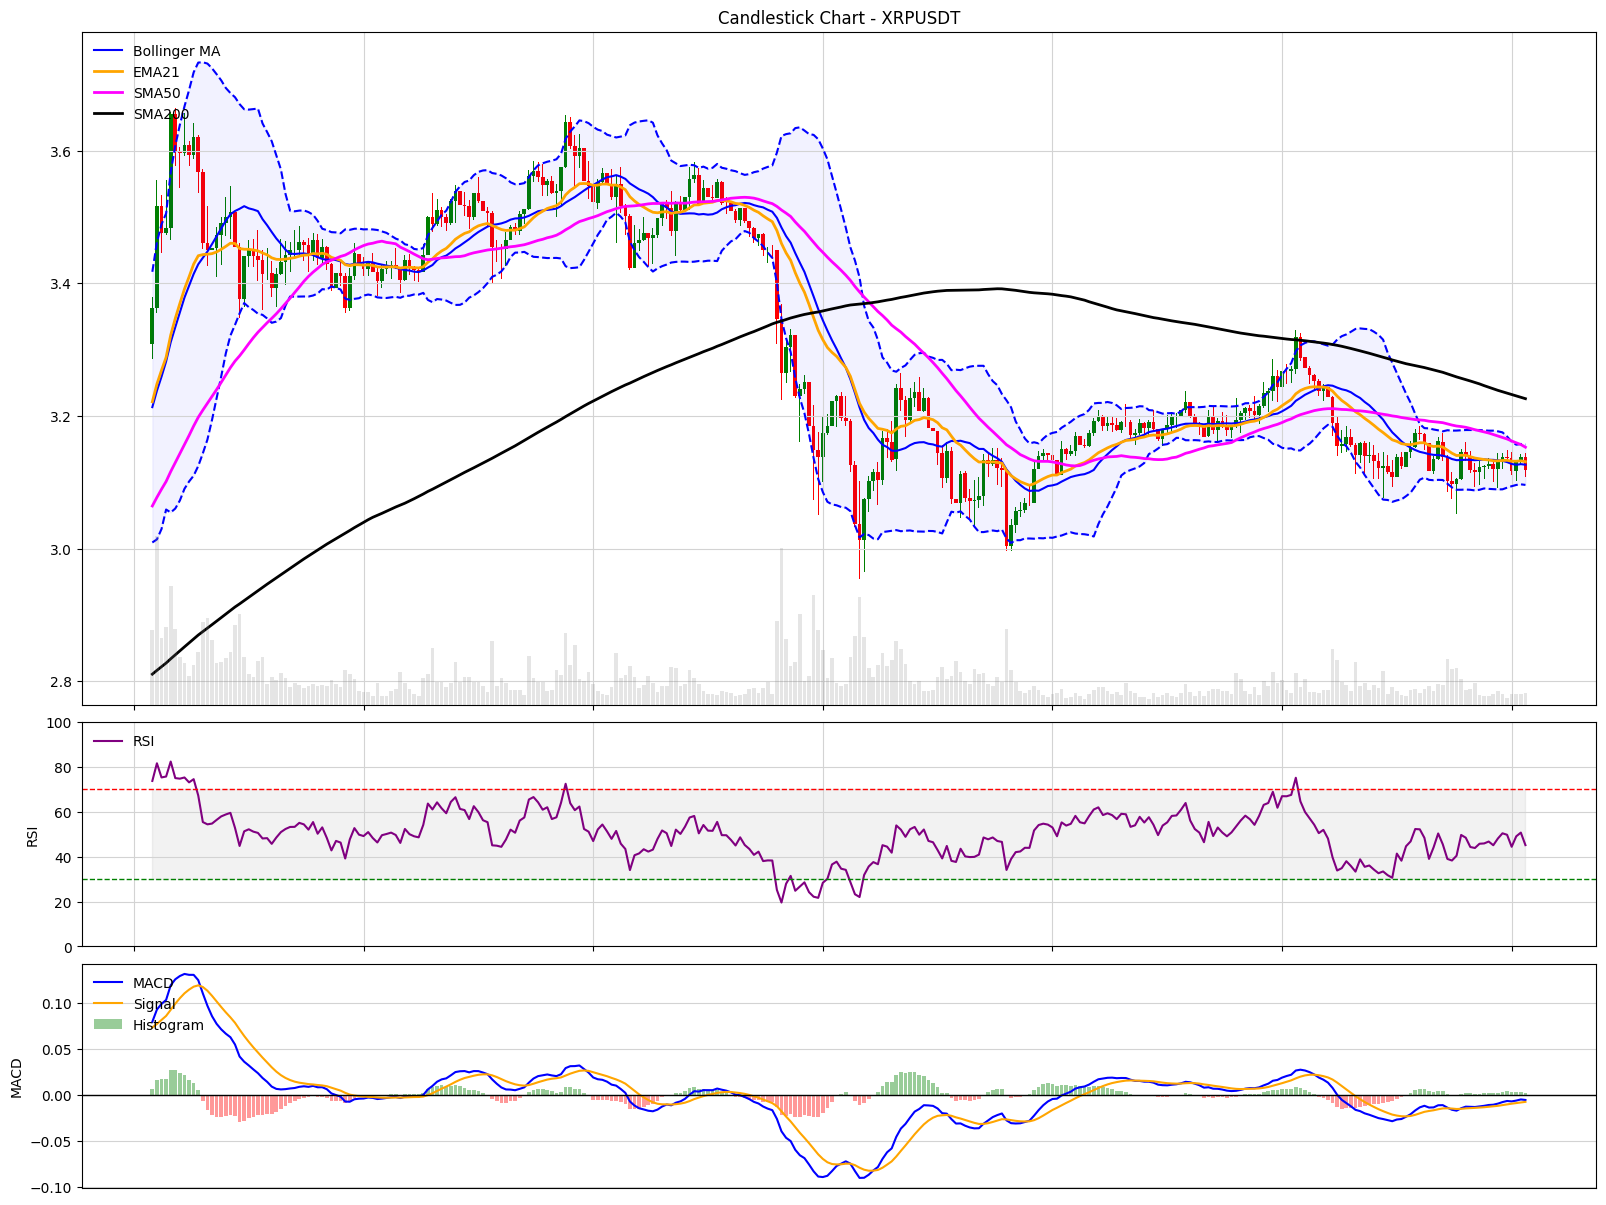 Candlestick Chart - XRPUSDT
Bollinger MA
EMA21
SMA50
SMA200
3.6
3.4
3.2
3.0
2.8
RSI
100
80
60
40
20
0
RSI
MACD
Signal
Histogram
0.10
0.05
0.00
−0.05
−0.10
MACD